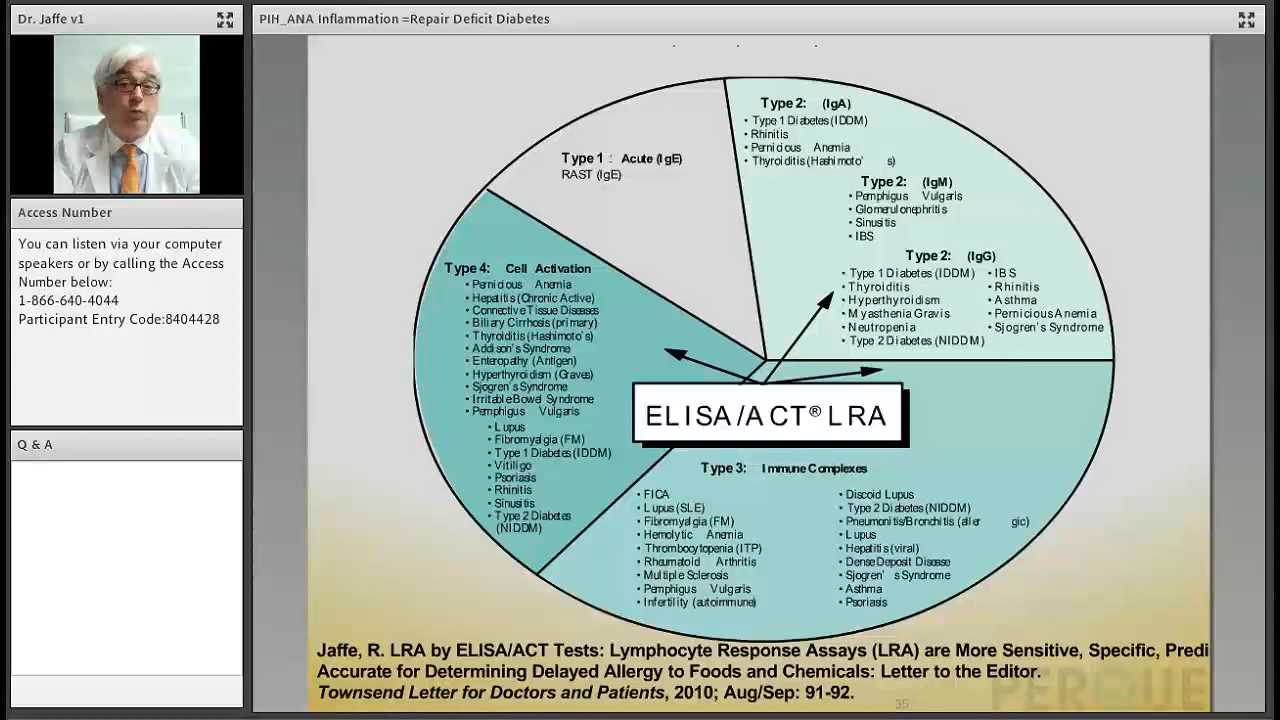 Dr. Jaffe v1
PIH_ANA Inflammation =Repair Deficit Diabetes
Access Number
You can listen via your computer
speakers or by calling the Access
Number below:
1-866-640-4044
Participant Entry Code:8404428
Q & A
Type 1 : Acute (IgE)
RAST (IgE)
Type 2: (IgA)
• Type 1 Diabetes (IDDM)
• Rhinitis
• Pernicious Anemia
• Thyroiditis (Hashimoto' s)
Type 2: (IgM)
• Pemphigus Vulgaris
• Glomerulonephritis
• Sinusitis
• IBS
Type 2: (IgG)
• Type 1 Diabetes (IDDM)
• Thyroiditis
• Hyperthyroidism
• Myasthenia Gravis
• Neutropenia
• Type 2 Diabetes (NIDDM)
• IBS
• Rhinitis
• Asthma
• Pernicious Anemia
• Sjogren's Syndrome
Type 4: Cell Activation
• Pernicious Anemia
• Hepatitis (Chronic Active)
• Connective Tissue Diseases
• Biliary Cirrhosis (primary)
• Thyroiditis (Hashimoto's)
• Addison's Syndrome
• Enteropathy (Antigen)
• Hyperthyroidism (Graves)
• Sjogren's Syndrome
• Irritable Bowel Syndrome
• Pemphigus Vulgaris
• Lupus
• Fibromyalgia (FM)
• Type 1 Diabetes (IDDM)
• Vitiligo
• Psoriasis
• Rhinitis
• Sinusitis
• Type 2 Diabetes
(NIDDM)
ELISA/ACT® LRA
Type 3: Immune Complexes
• FICA
• Lupus (SLE)
• Fibromyalgia (FM)
• Hemolytic Anemia
• Thrombocytopenia (ITP)
• Rheumatoid Arthritis
• Multiple Sclerosis
• Pemphigus Vulgaris
• Infertility (autoimmune)
• Discoid Lupus
• Type 2 Diabetes (NIDDM)
• Pneumonitis/Bronchitis (aller gic)
• Lupus
• Hepatitis (viral)
• Dense Deposit Disease
• Sjogren' s Syndrome
• Asthma
• Psoriasis
Jaffe, R. LRA by ELISA/ACT Tests: Lymphocyte Response Assays (LRA) are More Sensitive, Specific, Predi
Accurate for Determining Delayed Allergy to Foods and Chemicals: Letter to the Editor.
Townsend Letter for Doctors and Patients, 2010; Aug/Sep: 91-92.
PERQUE
35